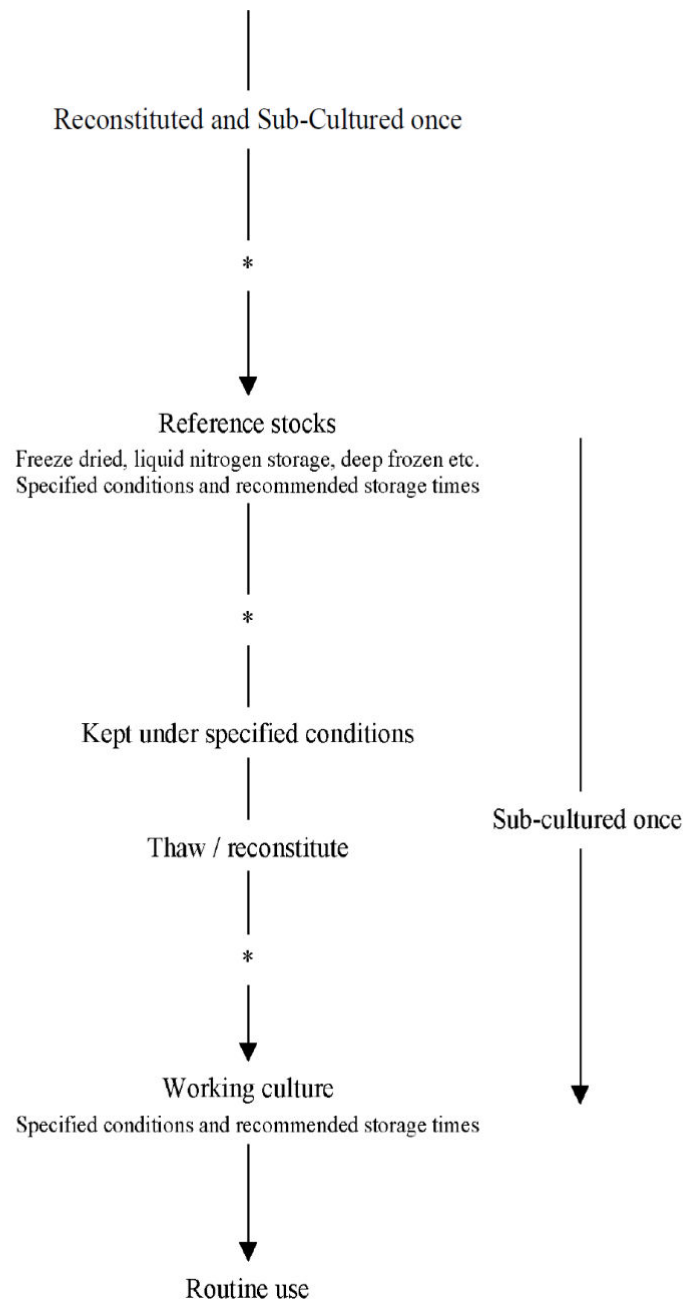 Reconstituted and Sub-Cultured once
*
Reference stocks
Freeze dried, liquid nitrogen storage, deep frozen etc.
Specified conditions and recommended storage times
*
Kept under specified conditions
Sub-cultured once
Thaw / reconstitute
*
Working culture
Specified conditions and recommended storage times
Routine use